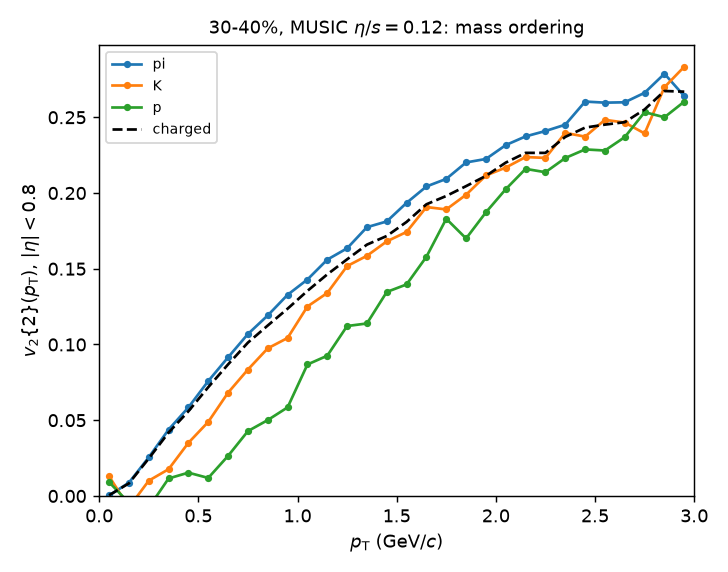 30-40%, MUSIC η/s = 0.12: mass ordering
pi
K
p
charged
v₂{2}(p_T), |η| < 0.8
0.25
0.20
0.15
0.10
0.05
0.00
0.0 0.5 1.0 1.5 2.0 2.5 3.0
p_T (GeV/c)